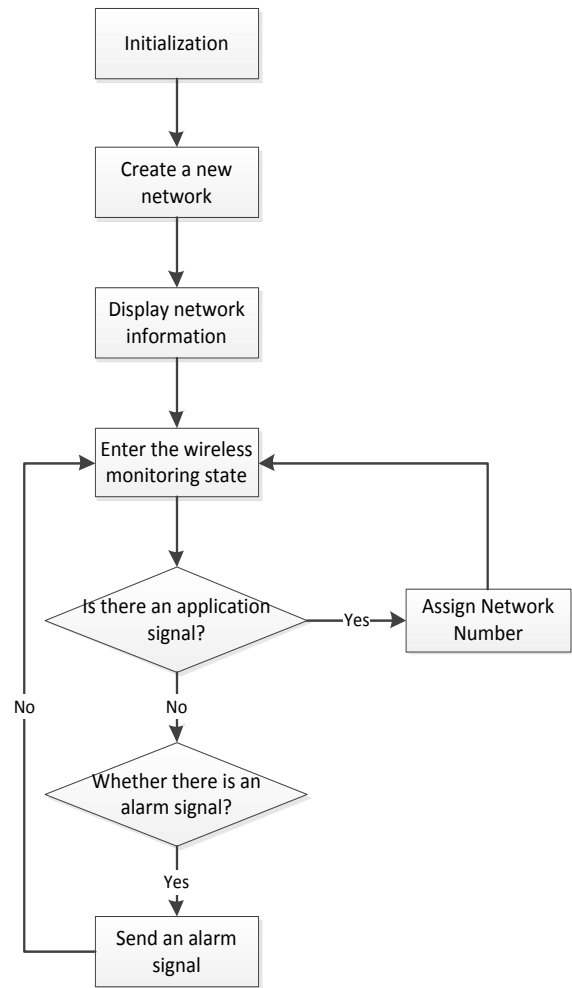 Initialization
Create a new
network
Display network
information
Enter the wireless
monitoring state
Is there an application
signal?
Yes
Assign Network
Number
No
No
Whether there is an
alarm signal?
Yes
Send an alarm
signal